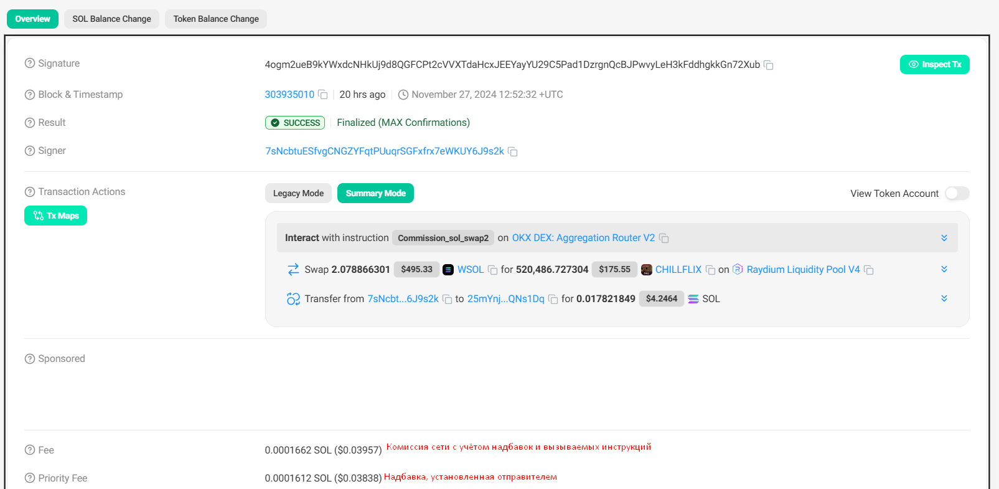 Overview SOL Balance Change Token Balance Change
Signature 4ogm2ueB9kYWxdcNHkUj9d8QGFCPt2cVVXTdaHcxJEEYayYU29C5Pad1DzrgnQcBJPwvyLeH3kFddhgkkGn72Xub Inspect Tx
Block & Timestamp 303935010 20 hrs ago November 27, 2024 12:52:32 +UTC
Result SUCCESS Finalized (MAX Confirmations)
Signer 7sNcbtuESfvgCNGZYFqtPUuqrSGFxfrx7eWKUY6J9s2k
Transaction Actions Legacy Mode Summary Mode View Token Account
Tx Maps
Interact with instruction Commission_sol_swap2 on OKX DEX: Aggregation Router V2
Swap 2.078866301 $495.33 WSOL for 520,486.727304 $175.55 CHILLFLIX on Raydium Liquidity Pool V4
Transfer from 7sNcbt...6J9s2k to 25mYnj...QNs1Dq for 0.017821849 $4.2464 SOL
Sponsored
Fee 0.0001662 SOL ($0.03957) Комиссия сети с учётом надбавок и вызываемых инструкций
Priority Fee 0.0001612 SOL ($0.03838) Надбавка, установленная отправителем